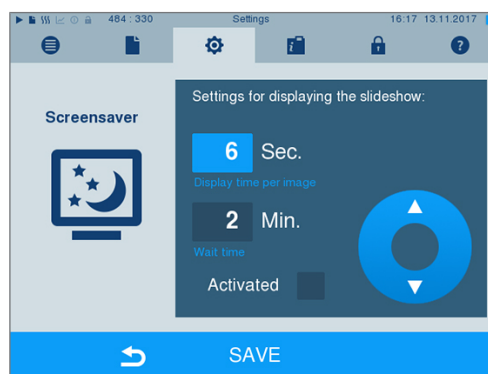 484 : 330 Settings 16:17 13.11.2017
Screensaver
Settings for displaying the slideshow:
6 Sec.
Display time per image
2 Min.
Wait time
Activated
SAVE